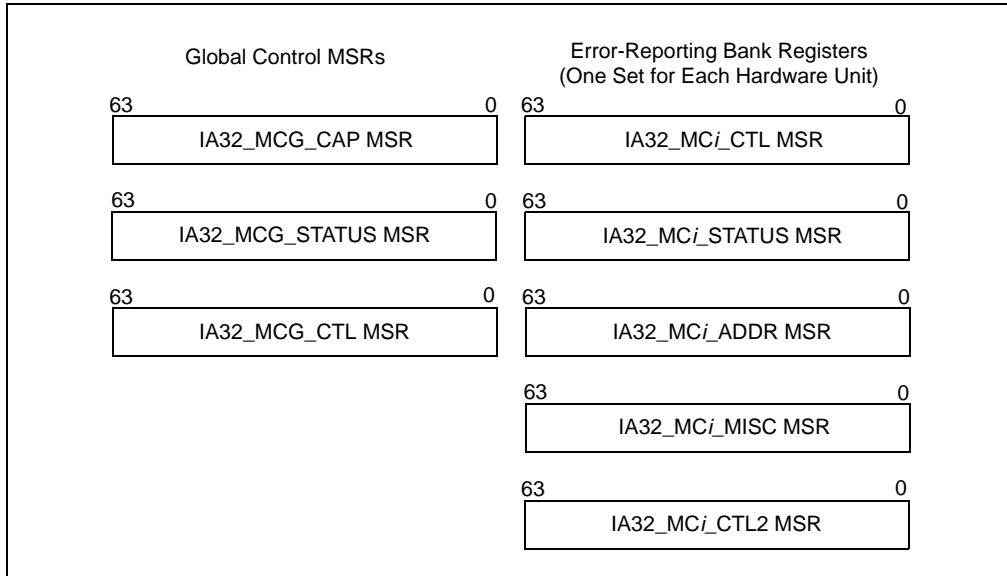 Global Control MSRs
63 0
IA32_MCG_CAP MSR
63 0
IA32_MCG_STATUS MSR
63 0
IA32_MCG_CTL MSR
Error-Reporting Bank Registers
(One Set for Each Hardware Unit)
63 0
IA32_MCi_CTL MSR
63 0
IA32_MCi_STATUS MSR
63 0
IA32_MCi_ADDR MSR
63 0
IA32_MCi_MISC MSR
63 0
IA32_MCi_CTL2 MSR